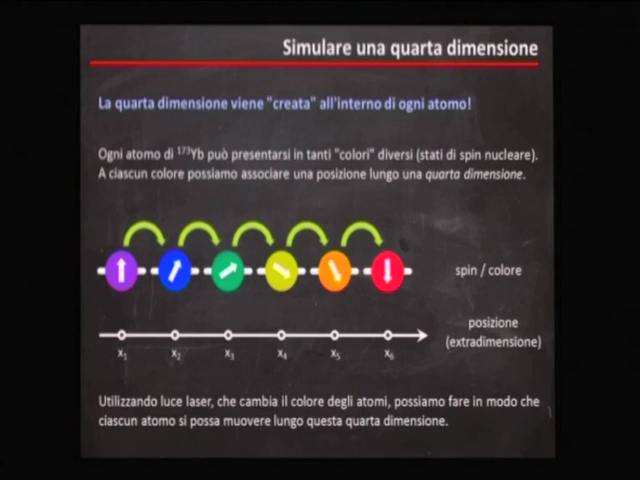 Simulare una quarta dimensione
La quarta dimensione viene "creata" all'interno di ogni atomo!
Ogni atomo di ¹⁷³Yb può presentarsi in tanti "colori" diversi (stati di spin nucleare).
A ciascun colore possiamo associare una posizione lungo una quarta dimensione.
spin / colore
posizione
(extradimensione)
x₁ x₂ x₃ x₄ x₅ x₆
Utilizzando luce laser, che cambia il colore degli atomi, possiamo fare in modo che
ciascun atomo si possa muovere lungo questa quarta dimensione.